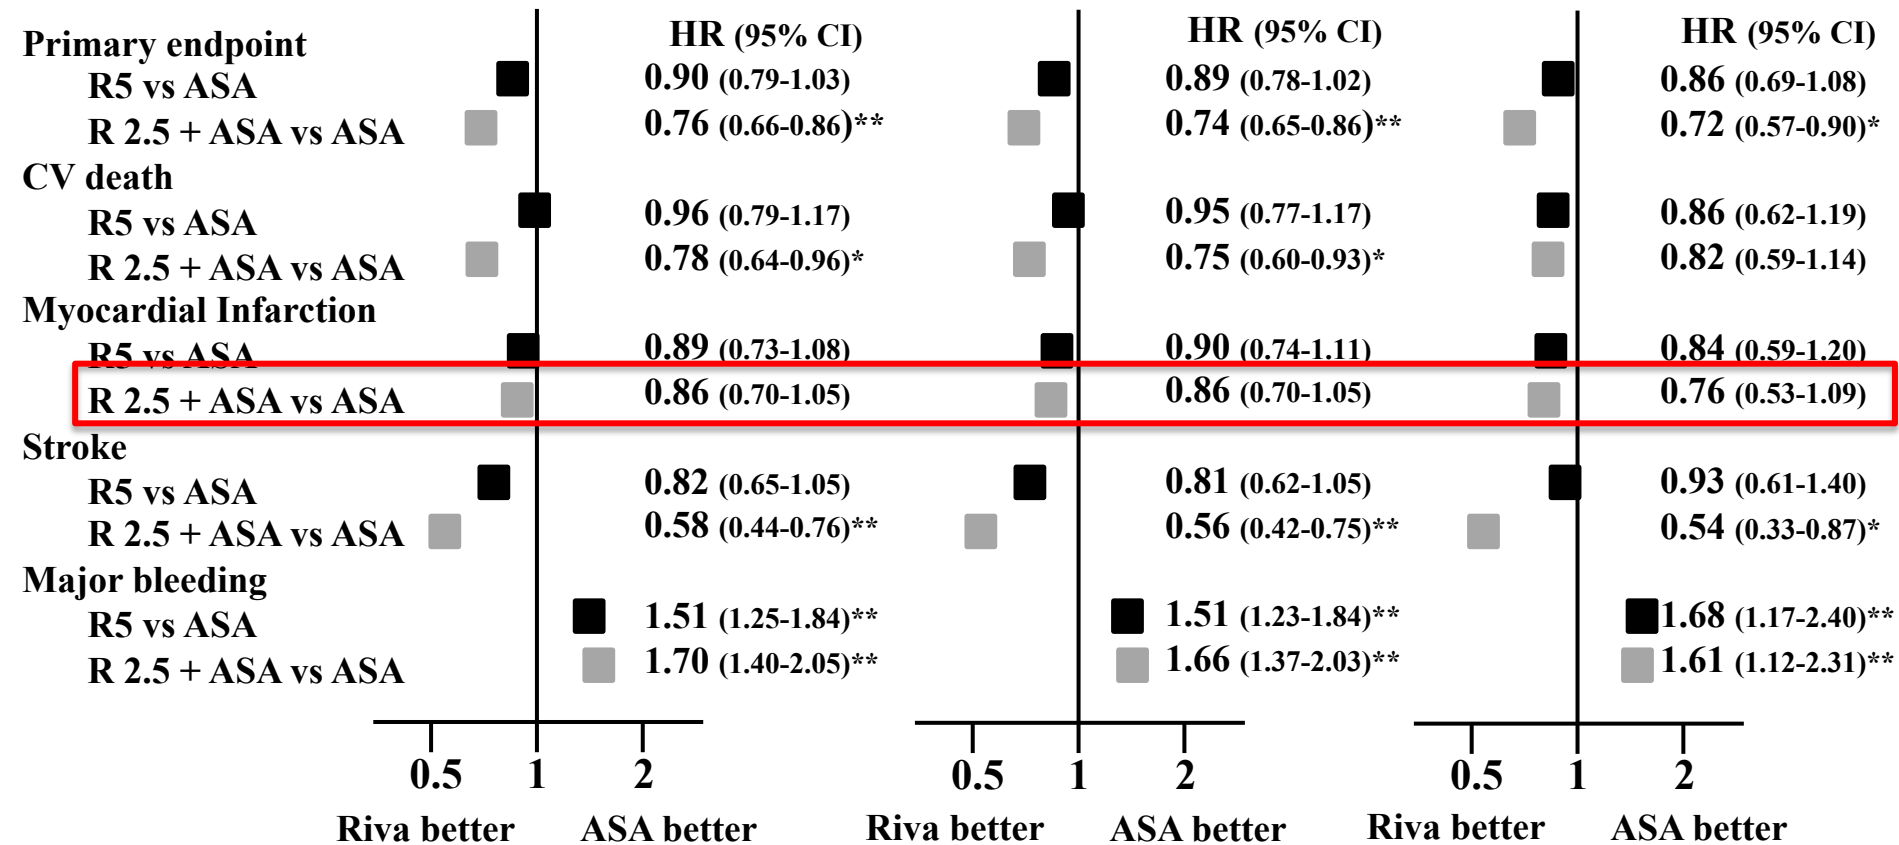 HR (95% CI) HR (95% CI) HR (95% CI)
Primary endpoint
R5 vs ASA 0.90 (0.79-1.03) 0.89 (0.78-1.02) 0.86 (0.69-1.08)
R 2.5 + ASA vs ASA 0.76 (0.66-0.86)** 0.74 (0.65-0.86)** 0.72 (0.57-0.90)*
CV death
R5 vs ASA 0.96 (0.79-1.17) 0.95 (0.77-1.17) 0.86 (0.62-1.19)
R 2.5 + ASA vs ASA 0.78 (0.64-0.96)* 0.75 (0.60-0.93)* 0.82 (0.59-1.14)
Myocardial Infarction
R5 vs ASA 0.89 (0.73-1.08) 0.90 (0.74-1.11) 0.84 (0.59-1.20)
R 2.5 + ASA vs ASA 0.86 (0.70-1.05) 0.86 (0.70-1.05) 0.76 (0.53-1.09)
Stroke
R5 vs ASA 0.82 (0.65-1.05) 0.81 (0.62-1.05) 0.93 (0.61-1.40)
R 2.5 + ASA vs ASA 0.58 (0.44-0.76)** 0.56 (0.42-0.75)** 0.54 (0.33-0.87)*
Major bleeding
R5 vs ASA 1.51 (1.25-1.84)** 1.51 (1.23-1.84)** 1.68 (1.17-2.40)**
R 2.5 + ASA vs ASA 1.70 (1.40-2.05)** 1.66 (1.37-2.03)** 1.61 (1.12-2.31)**
0.5 1 2 0.5 1 2 0.5 1 2
Riva better ASA better Riva better ASA better Riva better ASA better